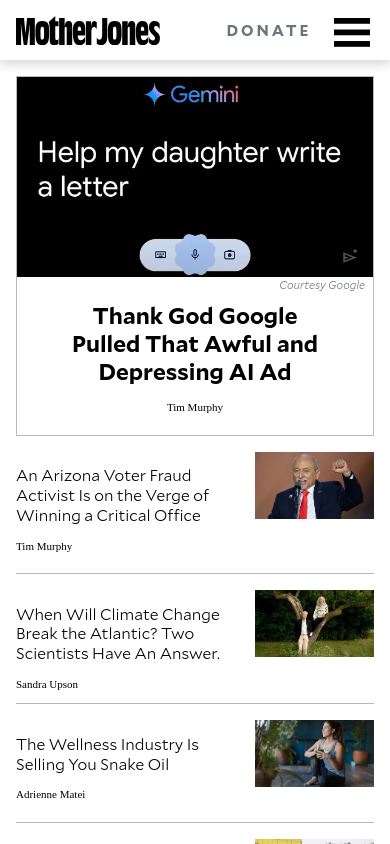 Mother Jones
DONATE
Gemini
Help my daughter write
a letter
Courtesy Google
Thank God Google
Pulled That Awful and
Depressing AI Ad
Tim Murphy
An Arizona Voter Fraud
Activist Is on the Verge of
Winning a Critical Office
Tim Murphy
When Will Climate Change
Break the Atlantic? Two
Scientists Have An Answer.
Sandra Upson
The Wellness Industry Is
Selling You Snake Oil
Adrienne Matei